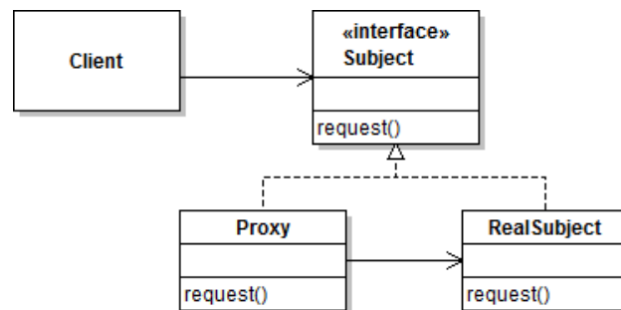 Client
«interface»
Subject
request()
Proxy
request()
RealSubject
request()